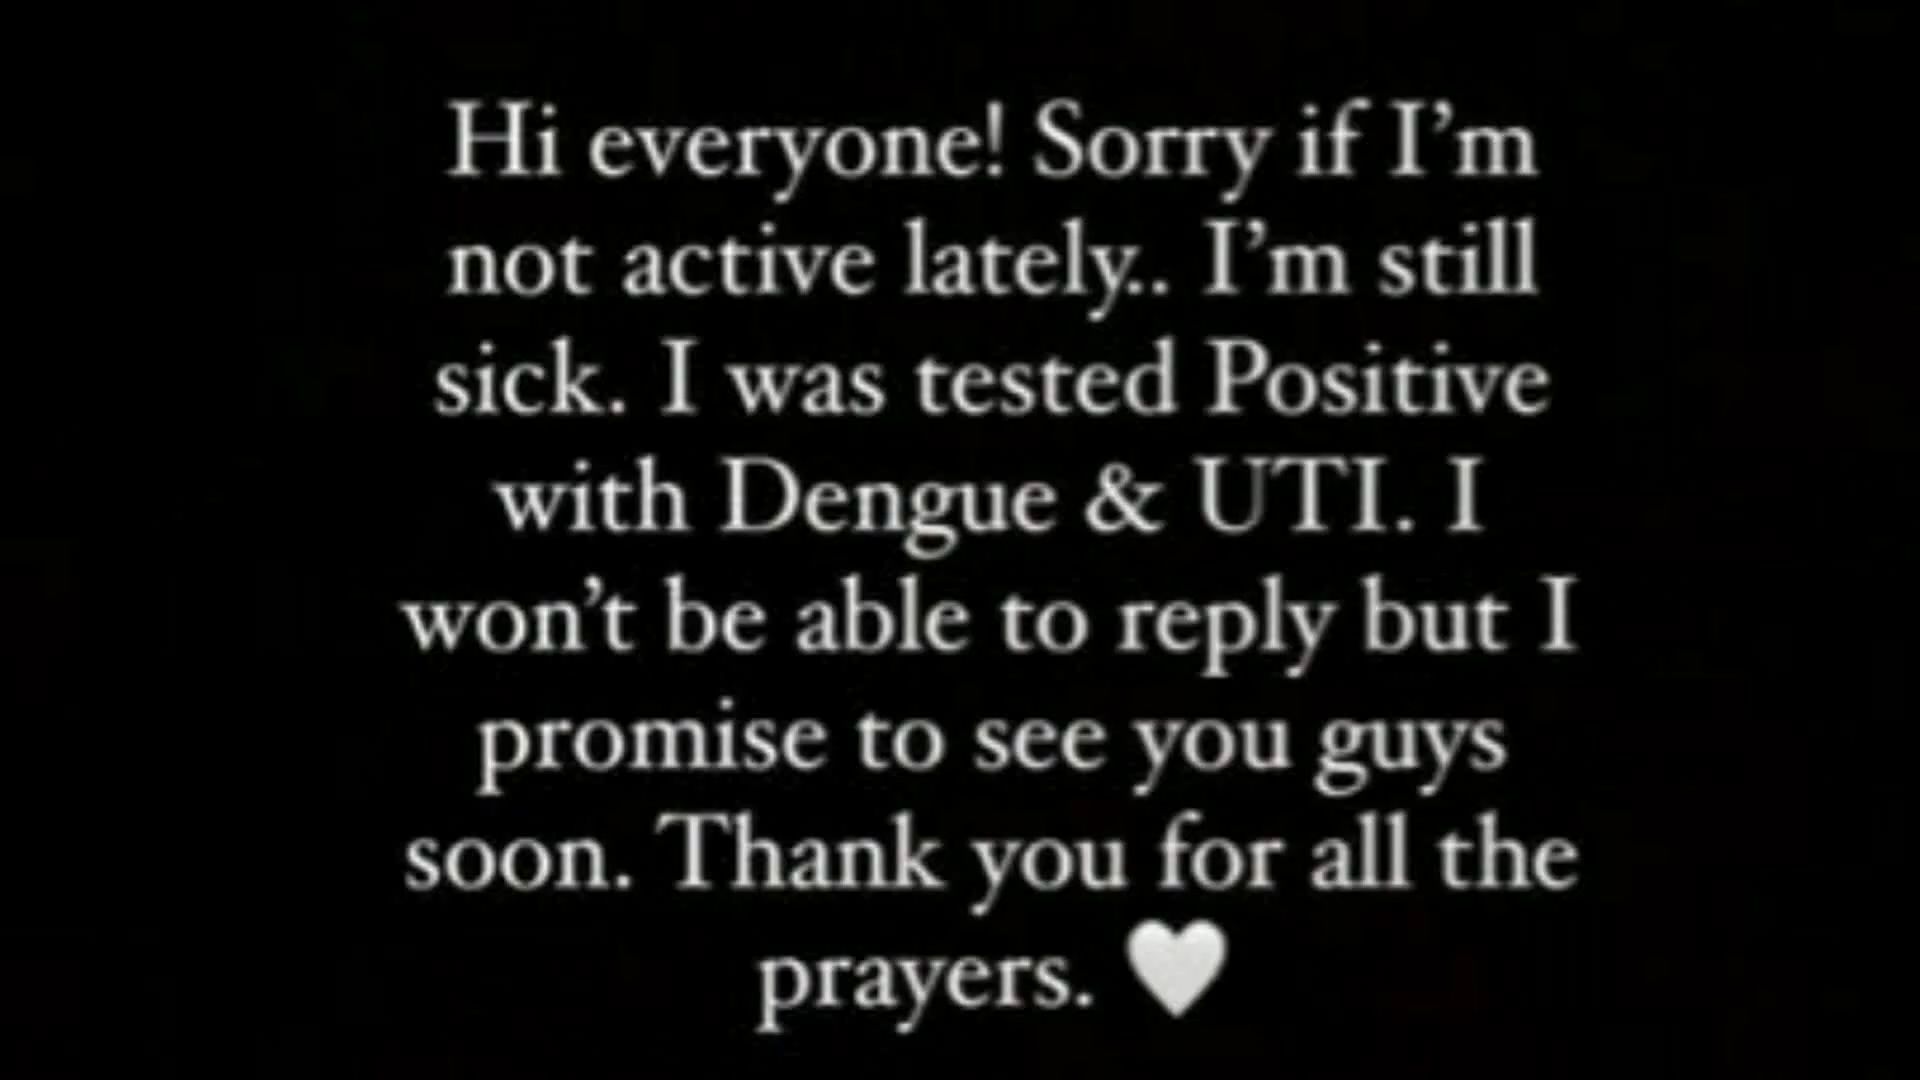 Hi everyone! Sorry if I’m
not active lately.. I’m still
sick. I was tested Positive
with Dengue & UTI. I
won’t be able to reply but I
promise to see you guys
soon. Thank you for all the
prayers. 🤍